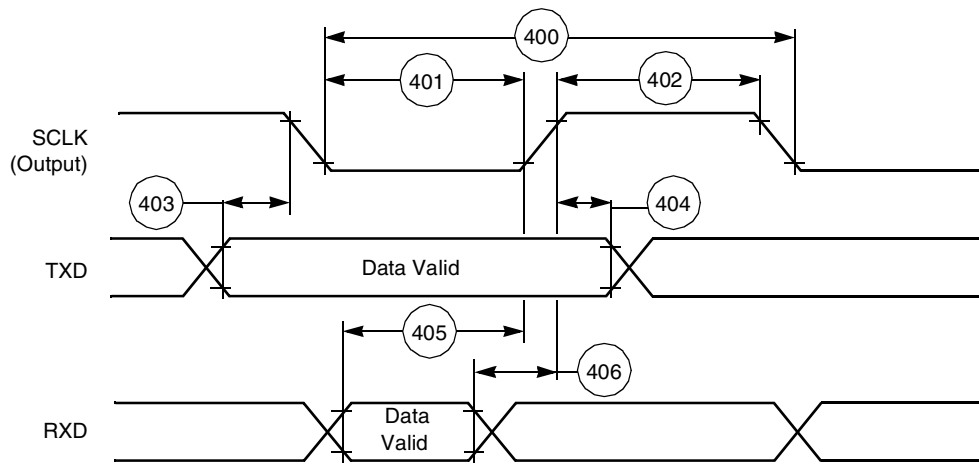 400
401
402
SCLK
(Output)
403
404
TXD
Data Valid
405
406
RXD
Data
Valid